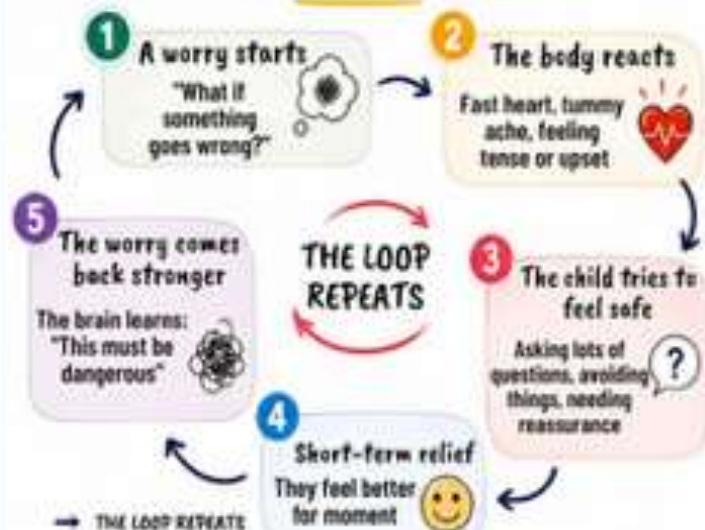 1
A worry starts
"What if
something
goes wrong?"
2
The body reacts
Fast heart, tummy
ache, feeling
tense or upset
3
The child tries to
feel safe
Asking lots of
questions, avoiding
things, needing
reassurance
?
4
Short-term relief
They feel better
for moment
5
The worry comes
back stronger
The brain learns:
"This must be
dangerous"
THE LOOP
REPEATS
→ THE LOOP REPEATS